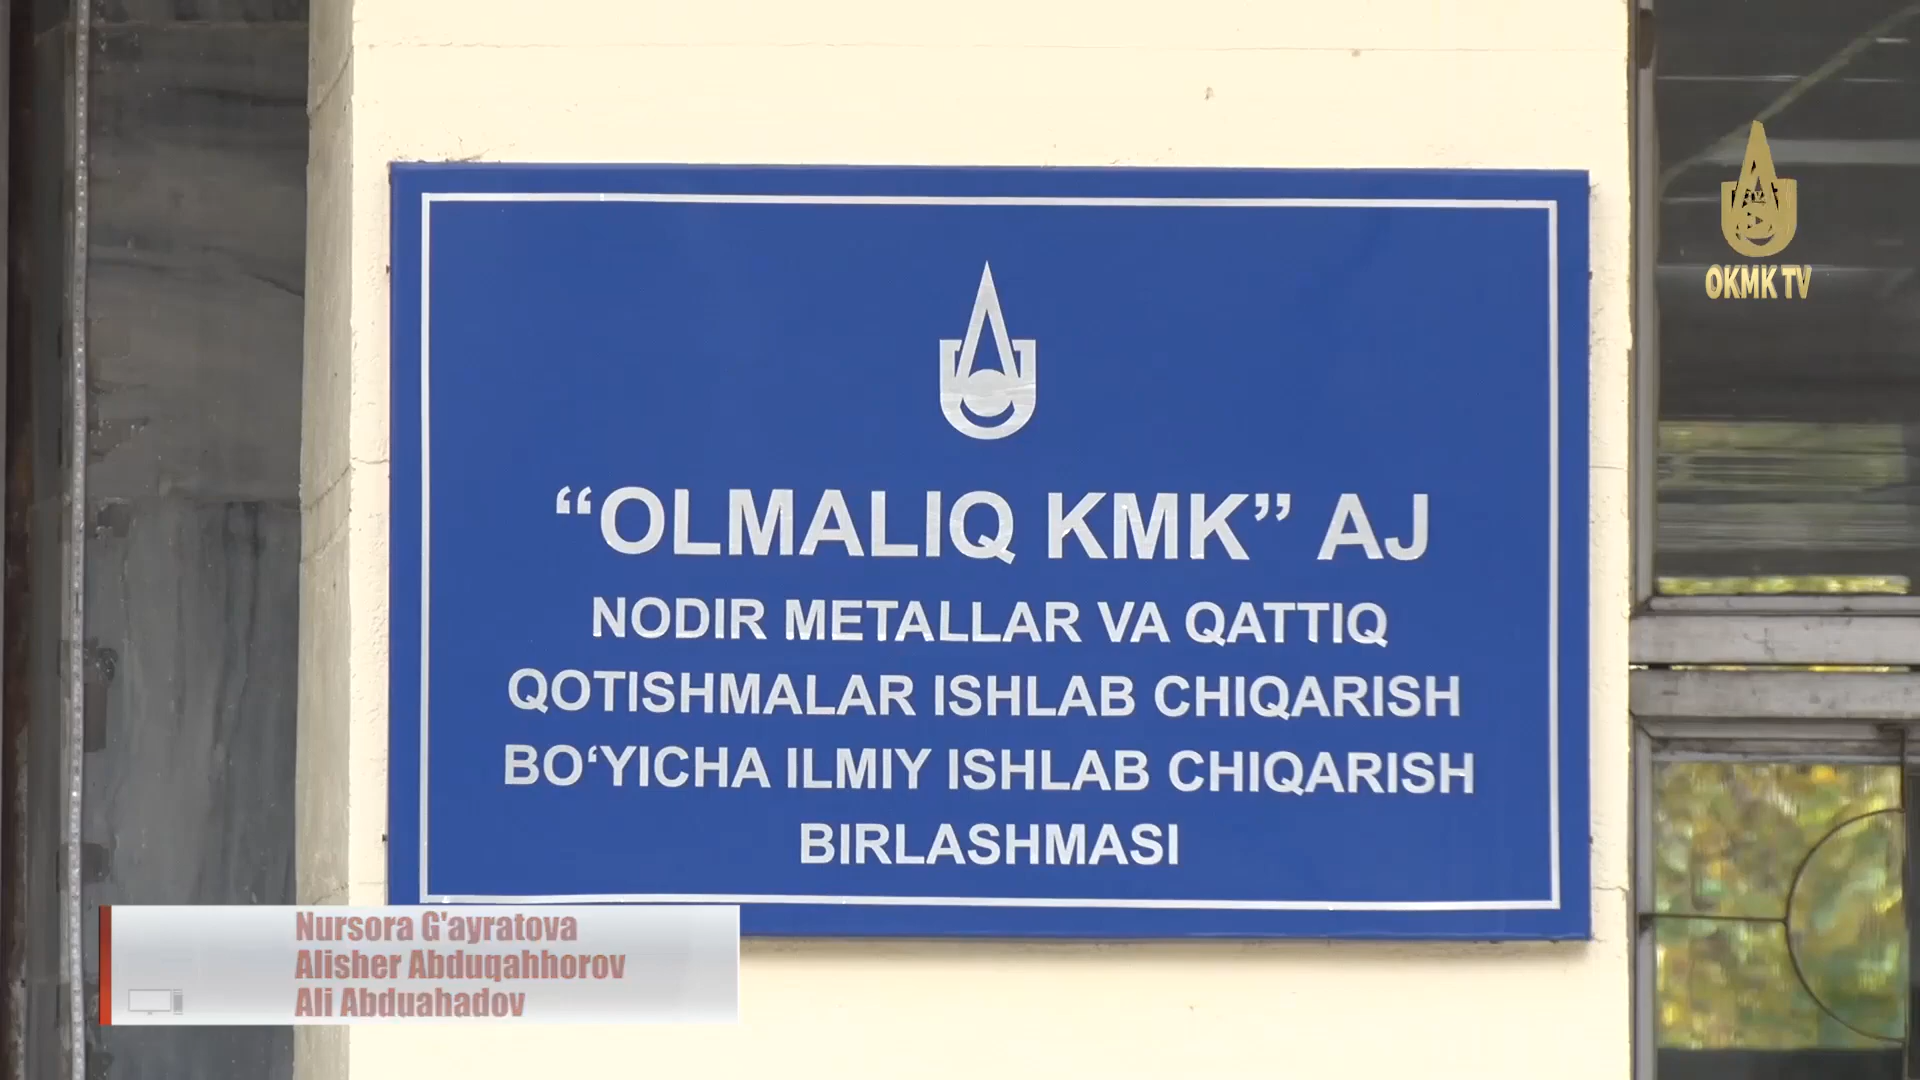 OKMK TV
“OLMALIQ KMK” AJ
NODIR METALLAR VA QATTIQ
QOTISHMALAR ISHLAB CHIQARISH
BO‘YICHA ILMIY ISHLAB CHIQARISH
BIRLASHMASI
Nursora G'ayratova
Alisher Abduqahhorov
Ali Abduahadov